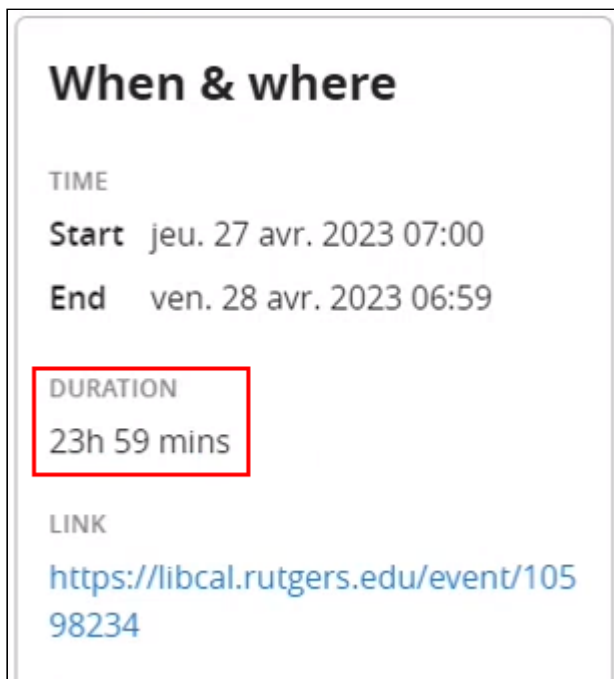 When & where
TIME
Start jeu. 27 avr. 2023 07:00
End ven. 28 avr. 2023 06:59
DURATION
23h 59 mins
LINK
https://libcal.rutgers.edu/event/105
98234